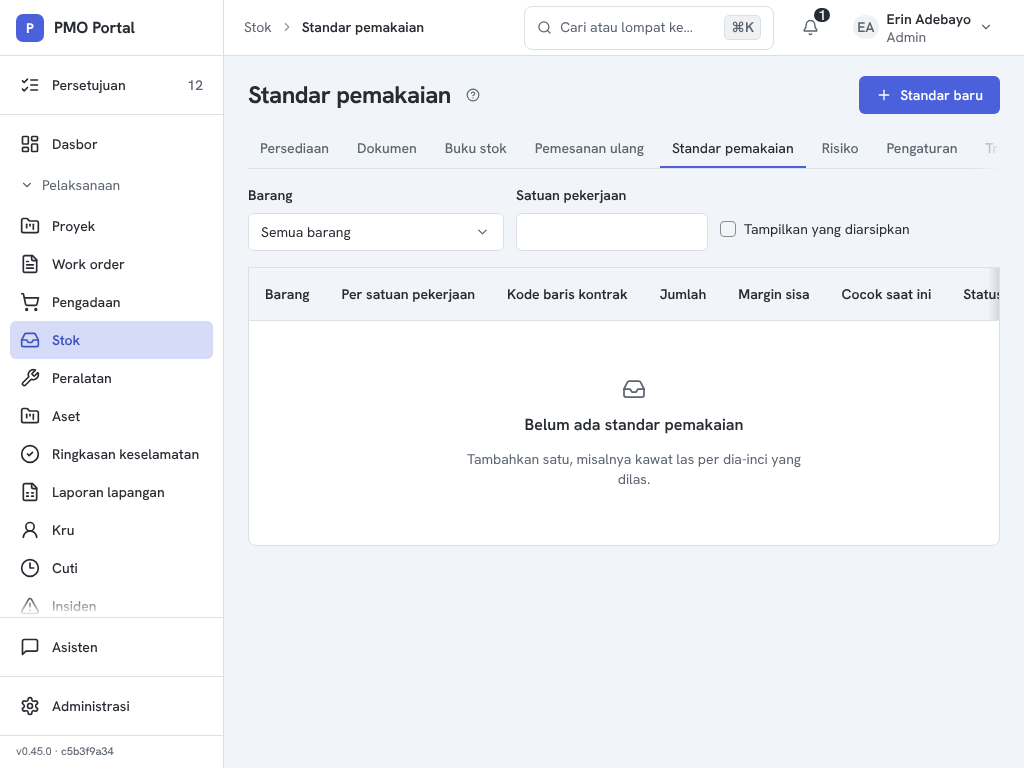 P PMO Portal
Stok > Standar pemakaian
Cari atau lompat ke...
⌘K
1
EA
Erin Adebayo
Admin
Persetujuan 12
Dasbor
Pelaksanaan
Proyek
Work order
Pengadaan
Stok
Peralatan
Aset
Ringkasan keselamatan
Laporan lapangan
Kru
Cuti
Insiden
Asisten
Administrasi
v0.45.0 · c5b3f9a34
Standar pemakaian
+ Standar baru
Persediaan Dokumen Buku stok Pemesanan ulang Standar pemakaian Risiko Pengaturan
Barang Satuan pekerjaan
Semua barang
Tampilkan yang diarsipkan
Barang Per satuan pekerjaan Kode baris kontrak Jumlah Margin sisa Cocok saat ini Status
Belum ada standar pemakaian
Tambahkan satu, misalnya kawat las per dia-inci yang
dilas.